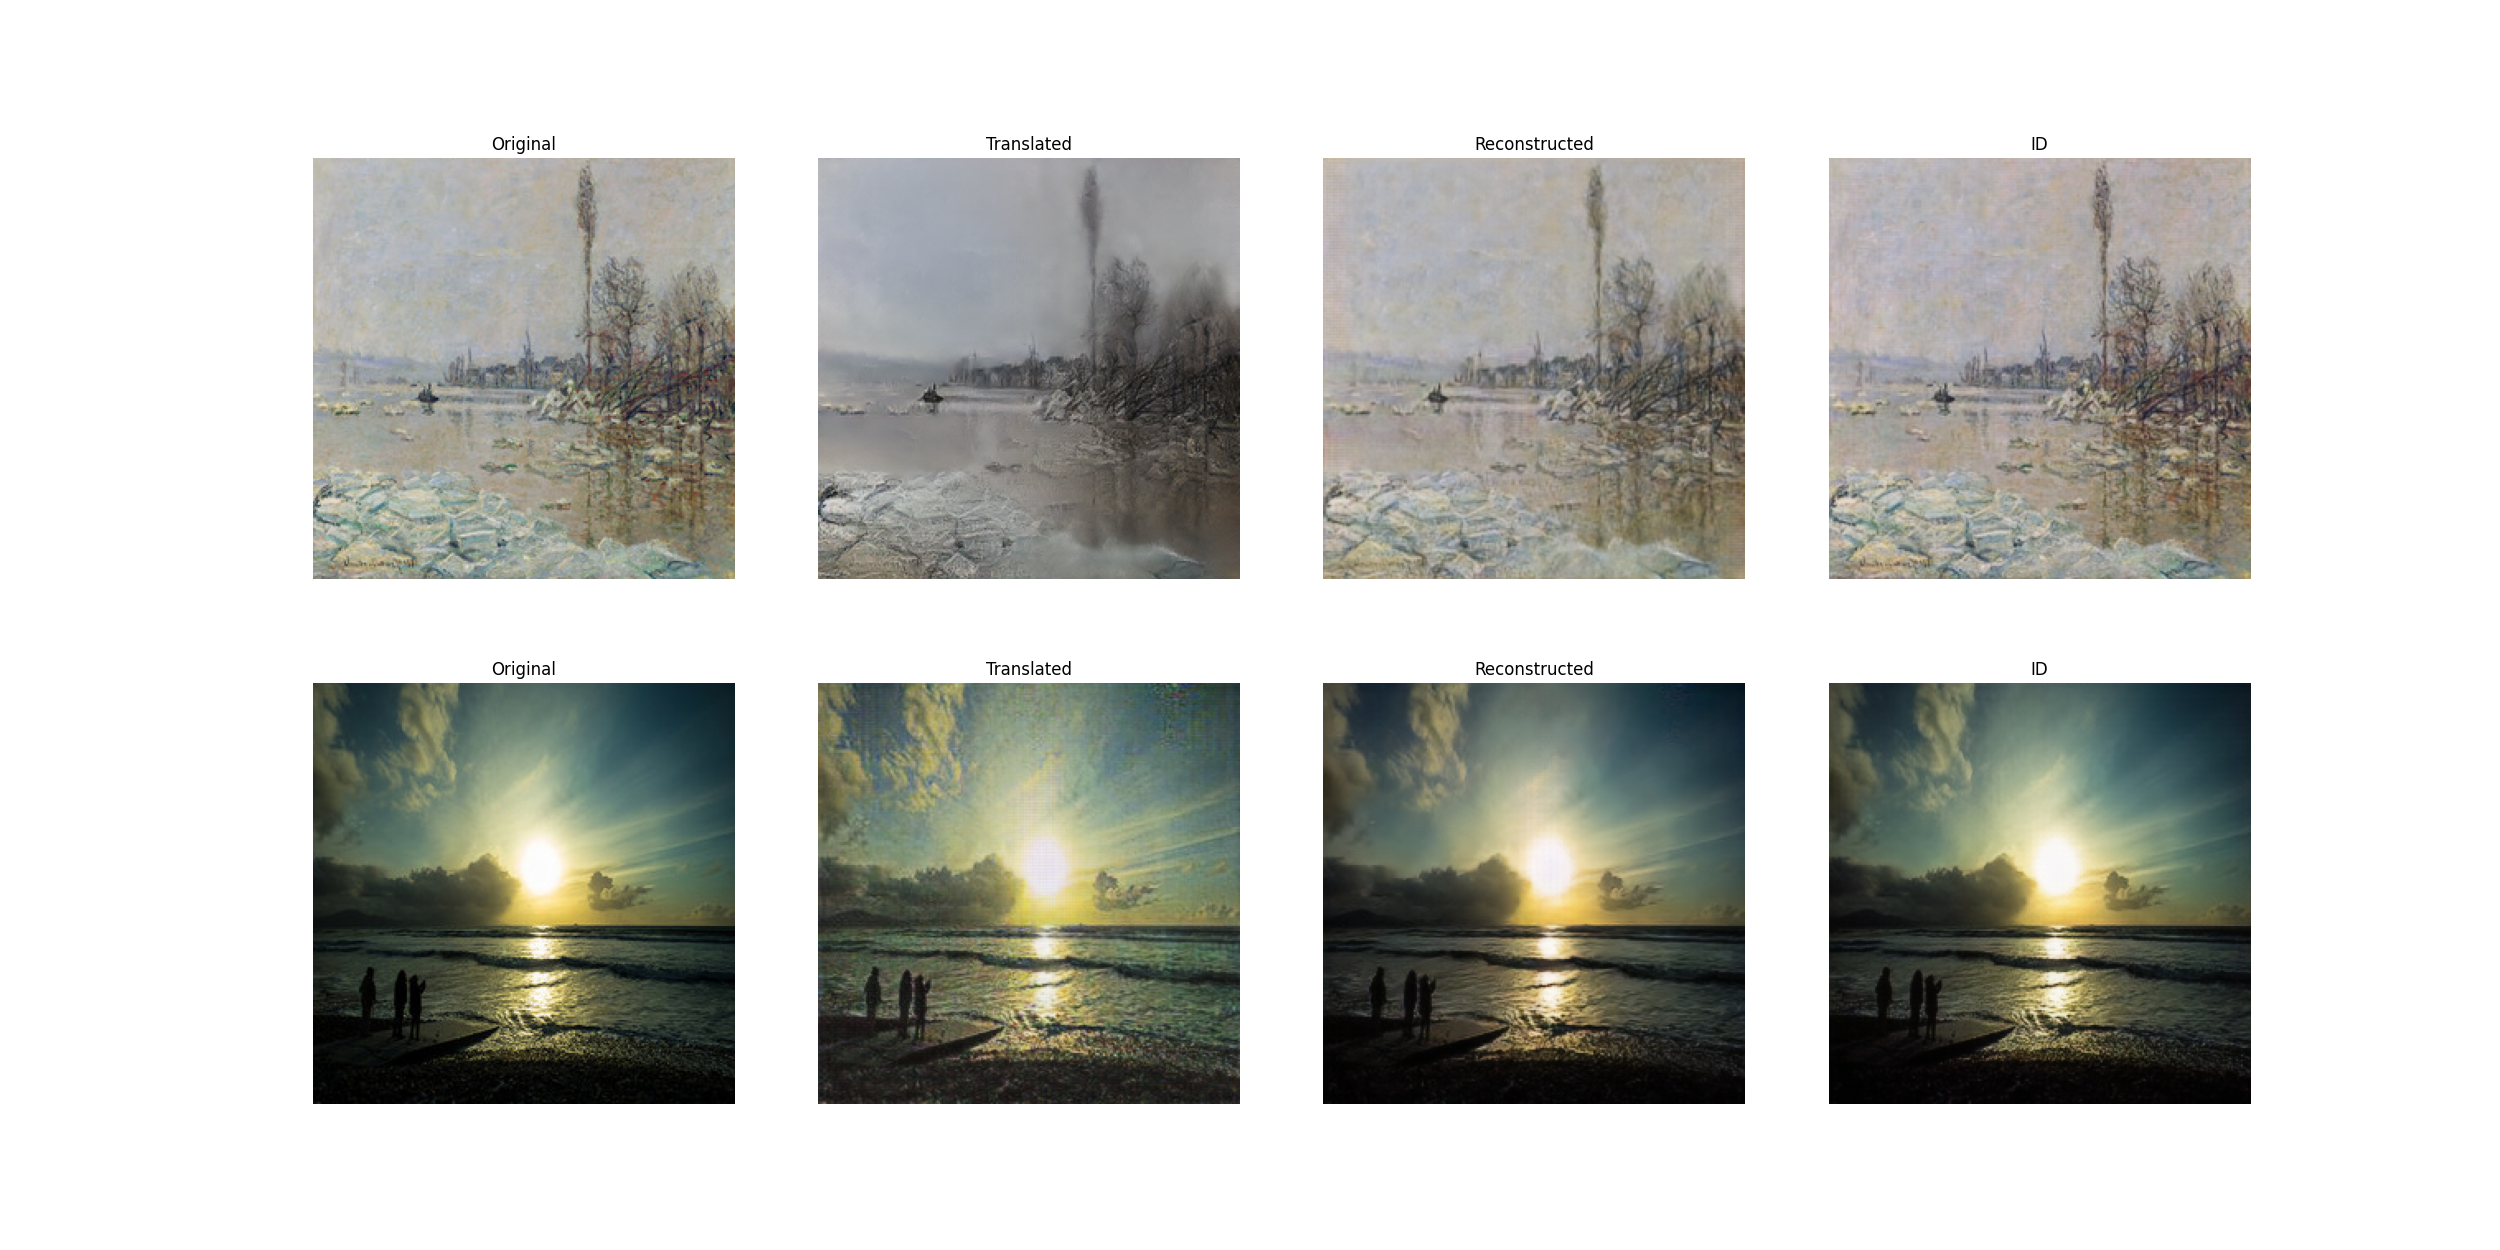 Original
Translated
Reconstructed
ID
Original
Translated
Reconstructed
ID